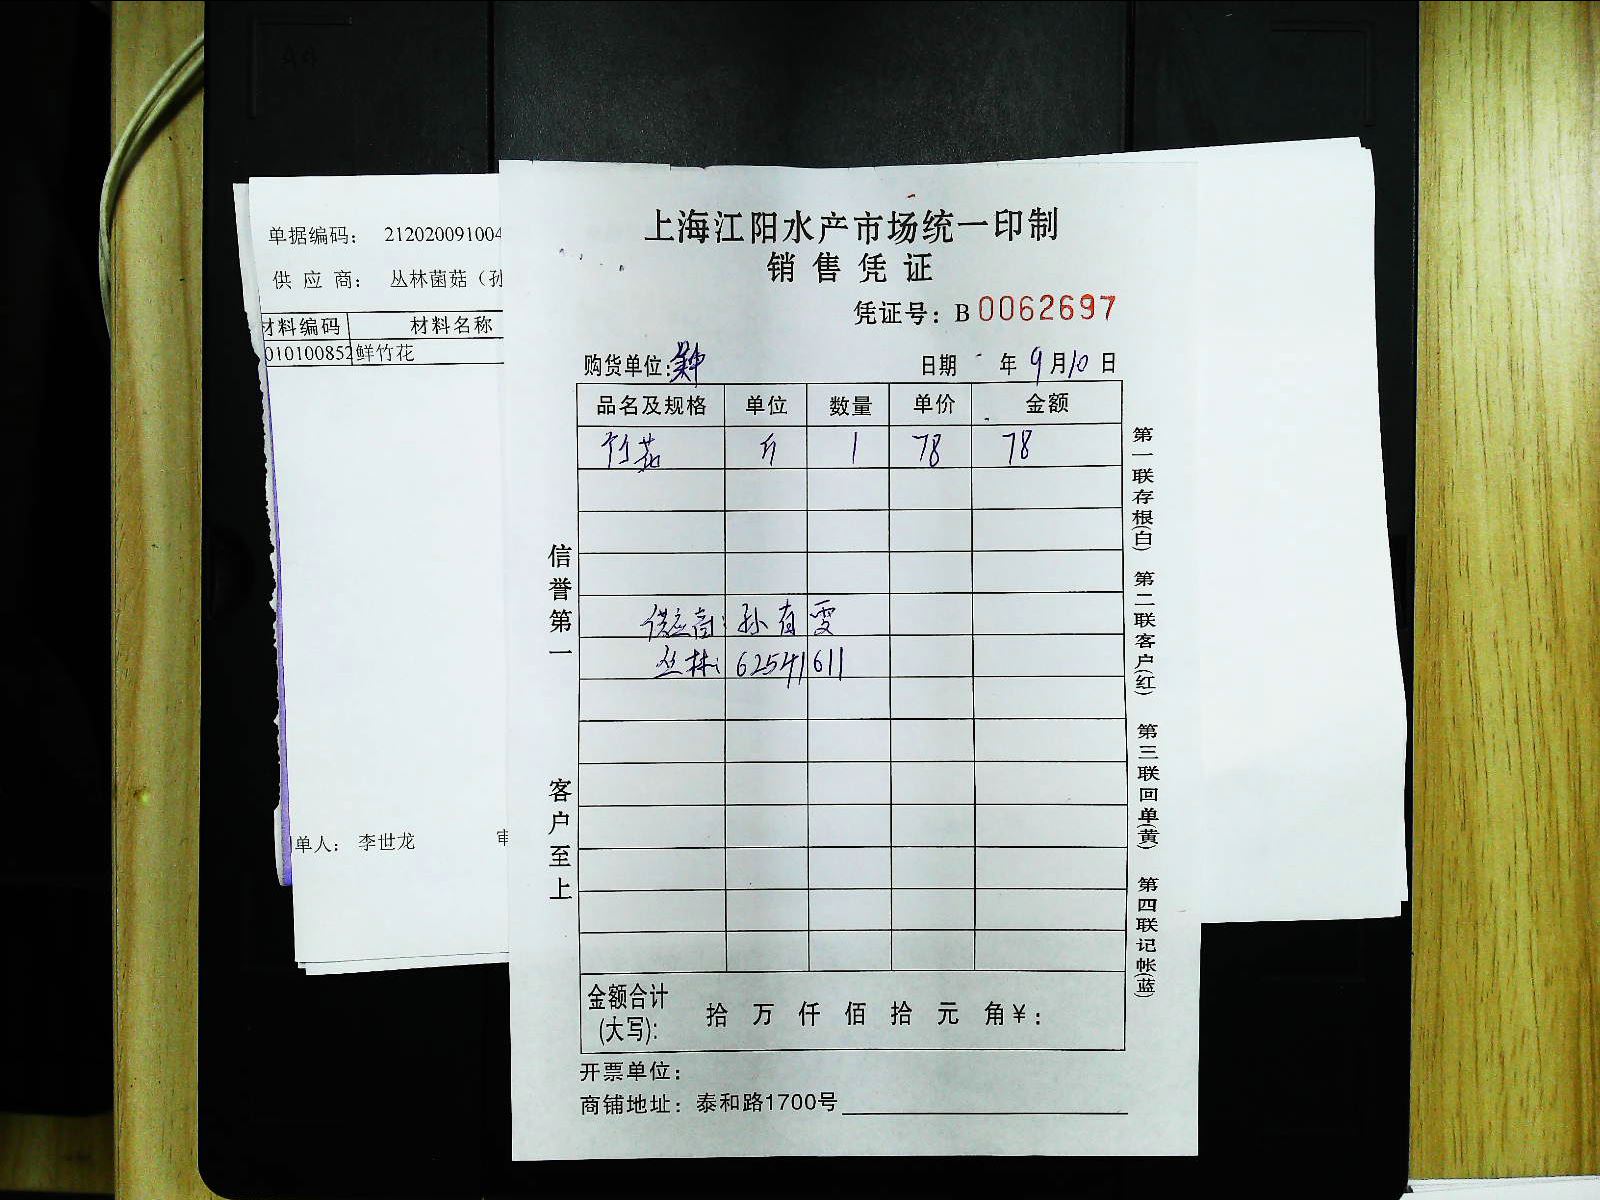 单据编码: 212020091004
供 应 商: 丛林菌菇（孙
材料编码 材料名称
010100852 鲜竹花
单人: 李世龙 审
上海江阳水产市场统一印制
销售凭证
凭证号: B 0062697
购货单位: 日期 年 9 月 10 日
品名及规格 单位 数量 单价 金额
竹菇 斤 1 78 78
供应商: 孙有雯
丛林: 62541611
金额合计(大写): 拾 万 仟 佰 拾 元 角 ¥:
开票单位:
商铺地址: 泰和路1700号
信誉第一 客户至上
第一联存根(白) 第二联客户(红) 第三联回单(黄) 第四联记帐(蓝)